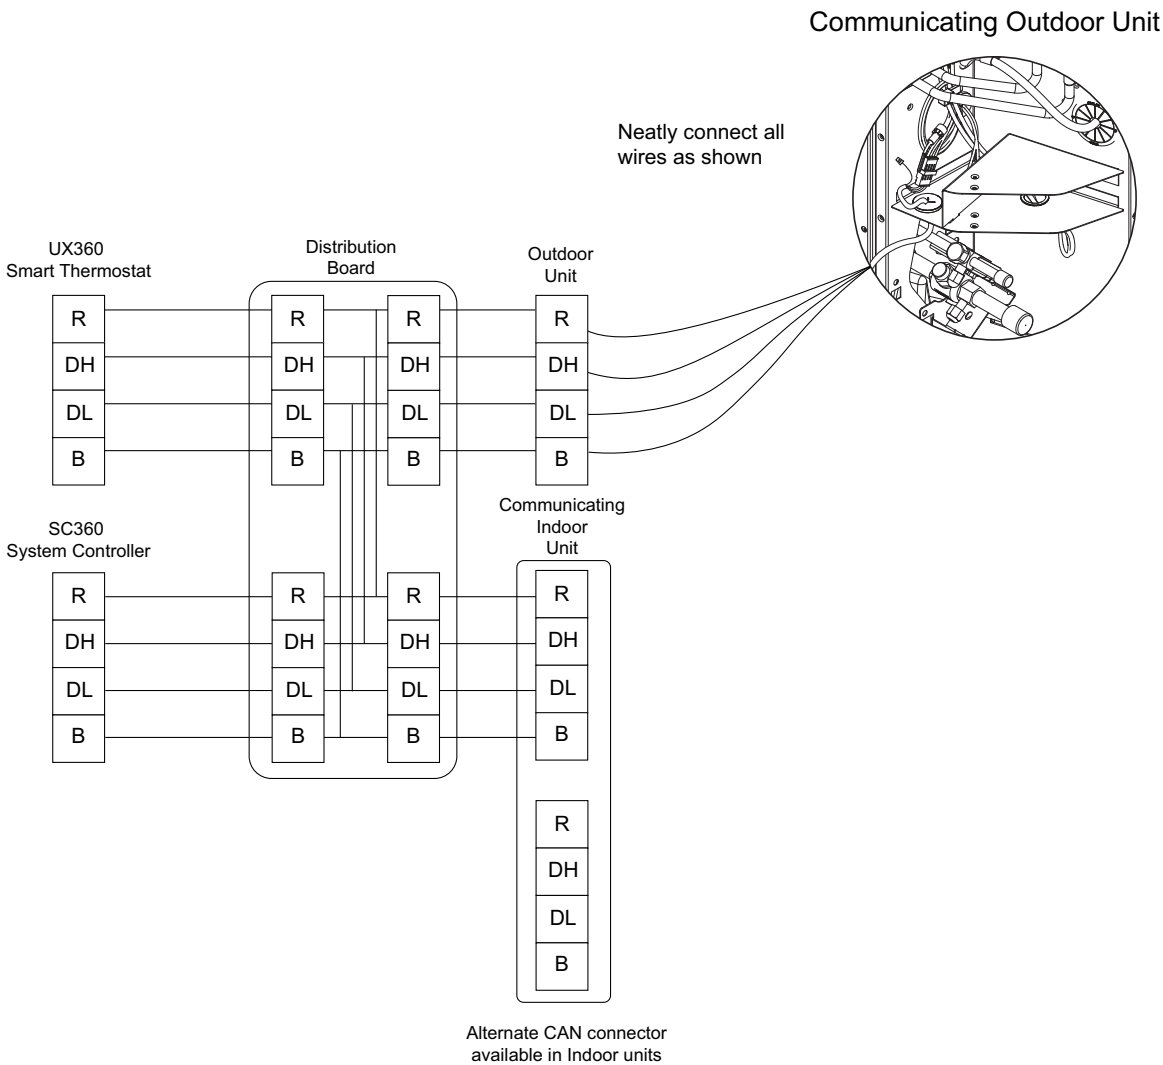 Communicating Outdoor Unit
Neatly connect all
wires as shown
UX360
Smart Thermostat
Distribution
Board
Outdoor
Unit
R R R R
DH DH DH DH
DL DL DL DL
B B B B
SC360
System Controller
Communicating
Indoor
Unit
R R R R
DH DH DH DH
DL DL DL DL
B B B B
R
DH
DL
B
Alternate CAN connector
available in Indoor units